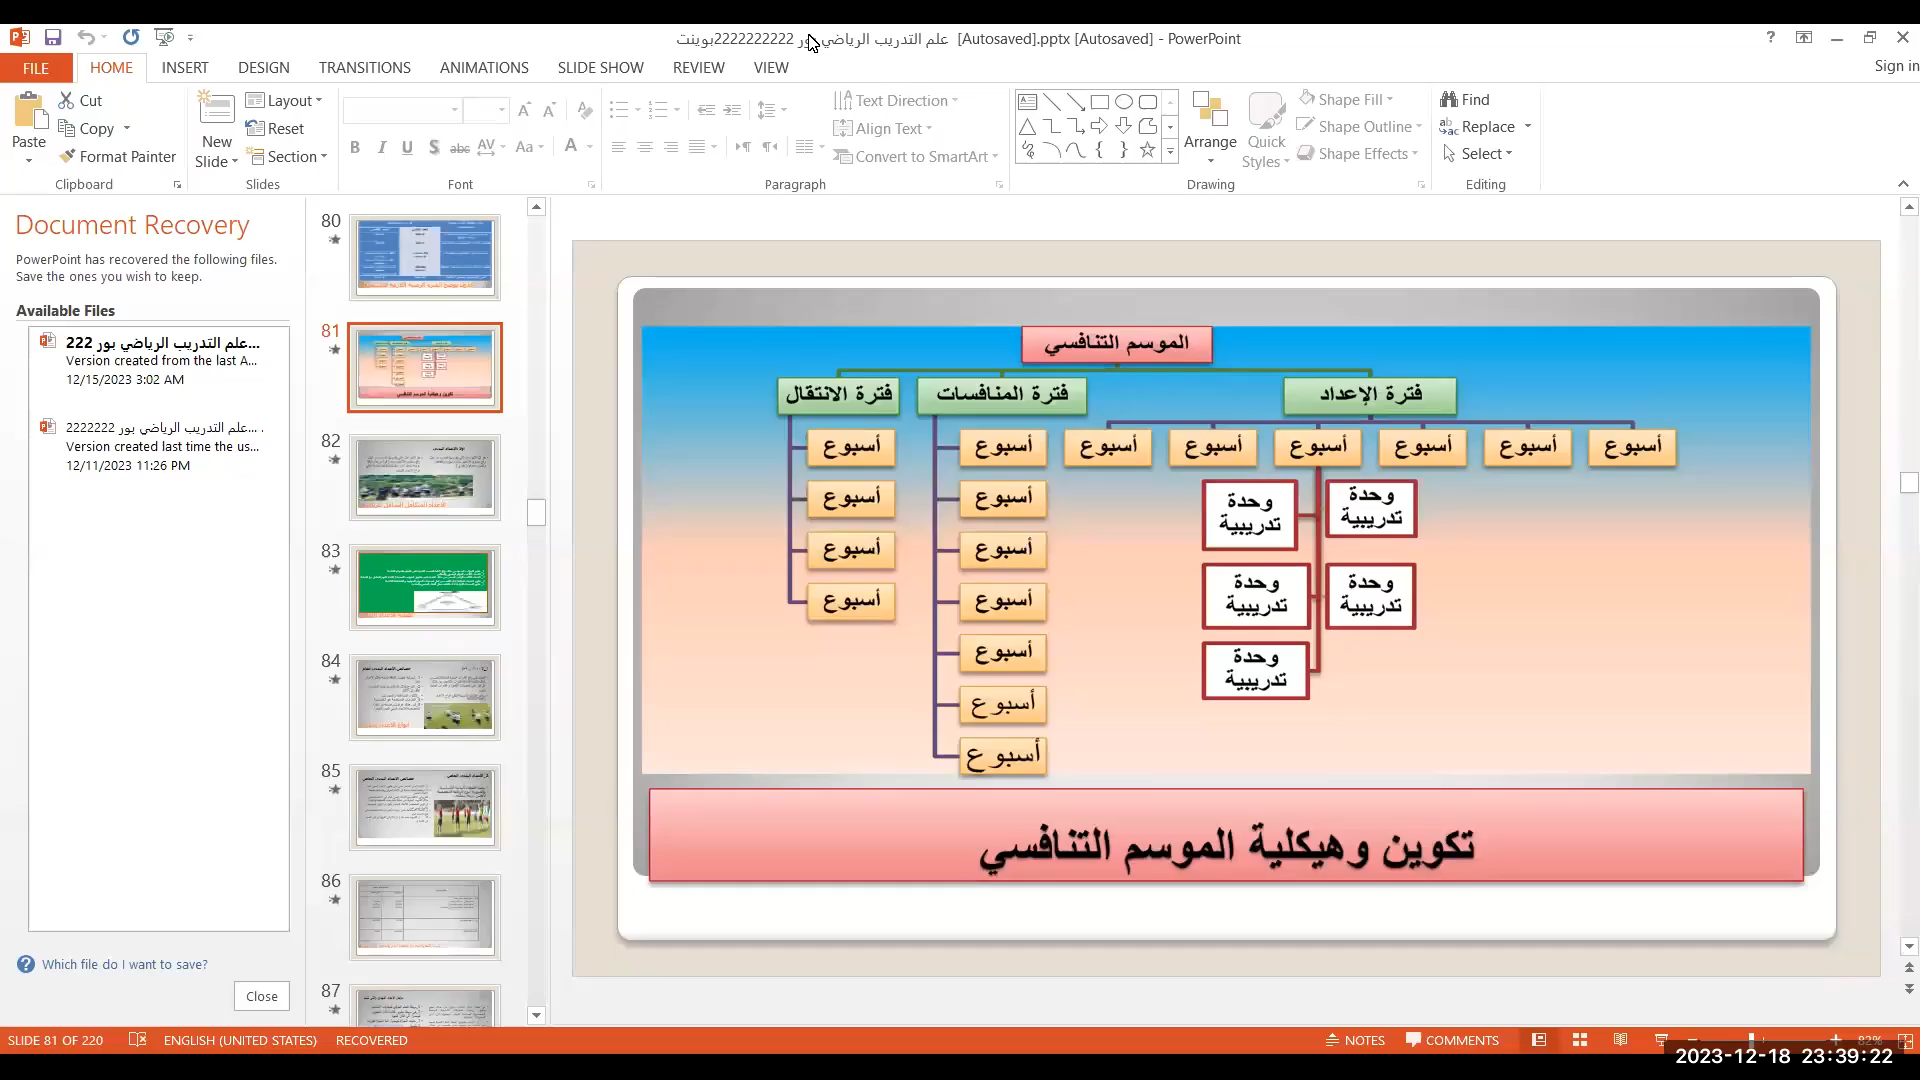 علم التدريب الرياضي بور 2222222222بوينت [Autosaved].pptx [Autosaved] - PowerPoint
Sign in
FILE HOME INSERT DESIGN TRANSITIONS ANIMATIONS SLIDE SHOW REVIEW VIEW
Paste
Cut
Copy
Format Painter
Clipboard
New Slide
Layout
Reset
Section
Slides
Font
Text Direction
Align Text
Convert to SmartArt
Paragraph
Arrange
Quick Styles
Shape Fill
Shape Outline
Shape Effects
Drawing
Find
Replace
Select
Editing
Document Recovery
PowerPoint has recovered the following files.
Save the ones you wish to keep.
Available Files
علم التدريب الرياضي بور 222...
Version created from the last A...
12/15/2023 3:02 AM
علم التدريب الرياضي بور 2222222...
Version created last time the us...
12/11/2023 11:26 PM
Which file do I want to save?
Close
80
81
82
83
84
85
86
87
الموسم التنافسي
فترة الإعداد
فترة المنافسات
فترة الانتقال
أسبوع أسبوع أسبوع أسبوع أسبوع أسبوع أسبوع أسبوع
وحدة تدريبية
وحدة تدريبية
أسبوع أسبوع
أسبوع أسبوع
وحدة تدريبية
وحدة تدريبية
أسبوع أسبوع
أسبوع
وحدة تدريبية
أسبوع
أسبوع
تكوين وهيكلية الموسم التنافسي
SLIDE 81 OF 220 ENGLISH (UNITED STATES) RECOVERED NOTES COMMENTS 82%
2023-12-18 23:39:22